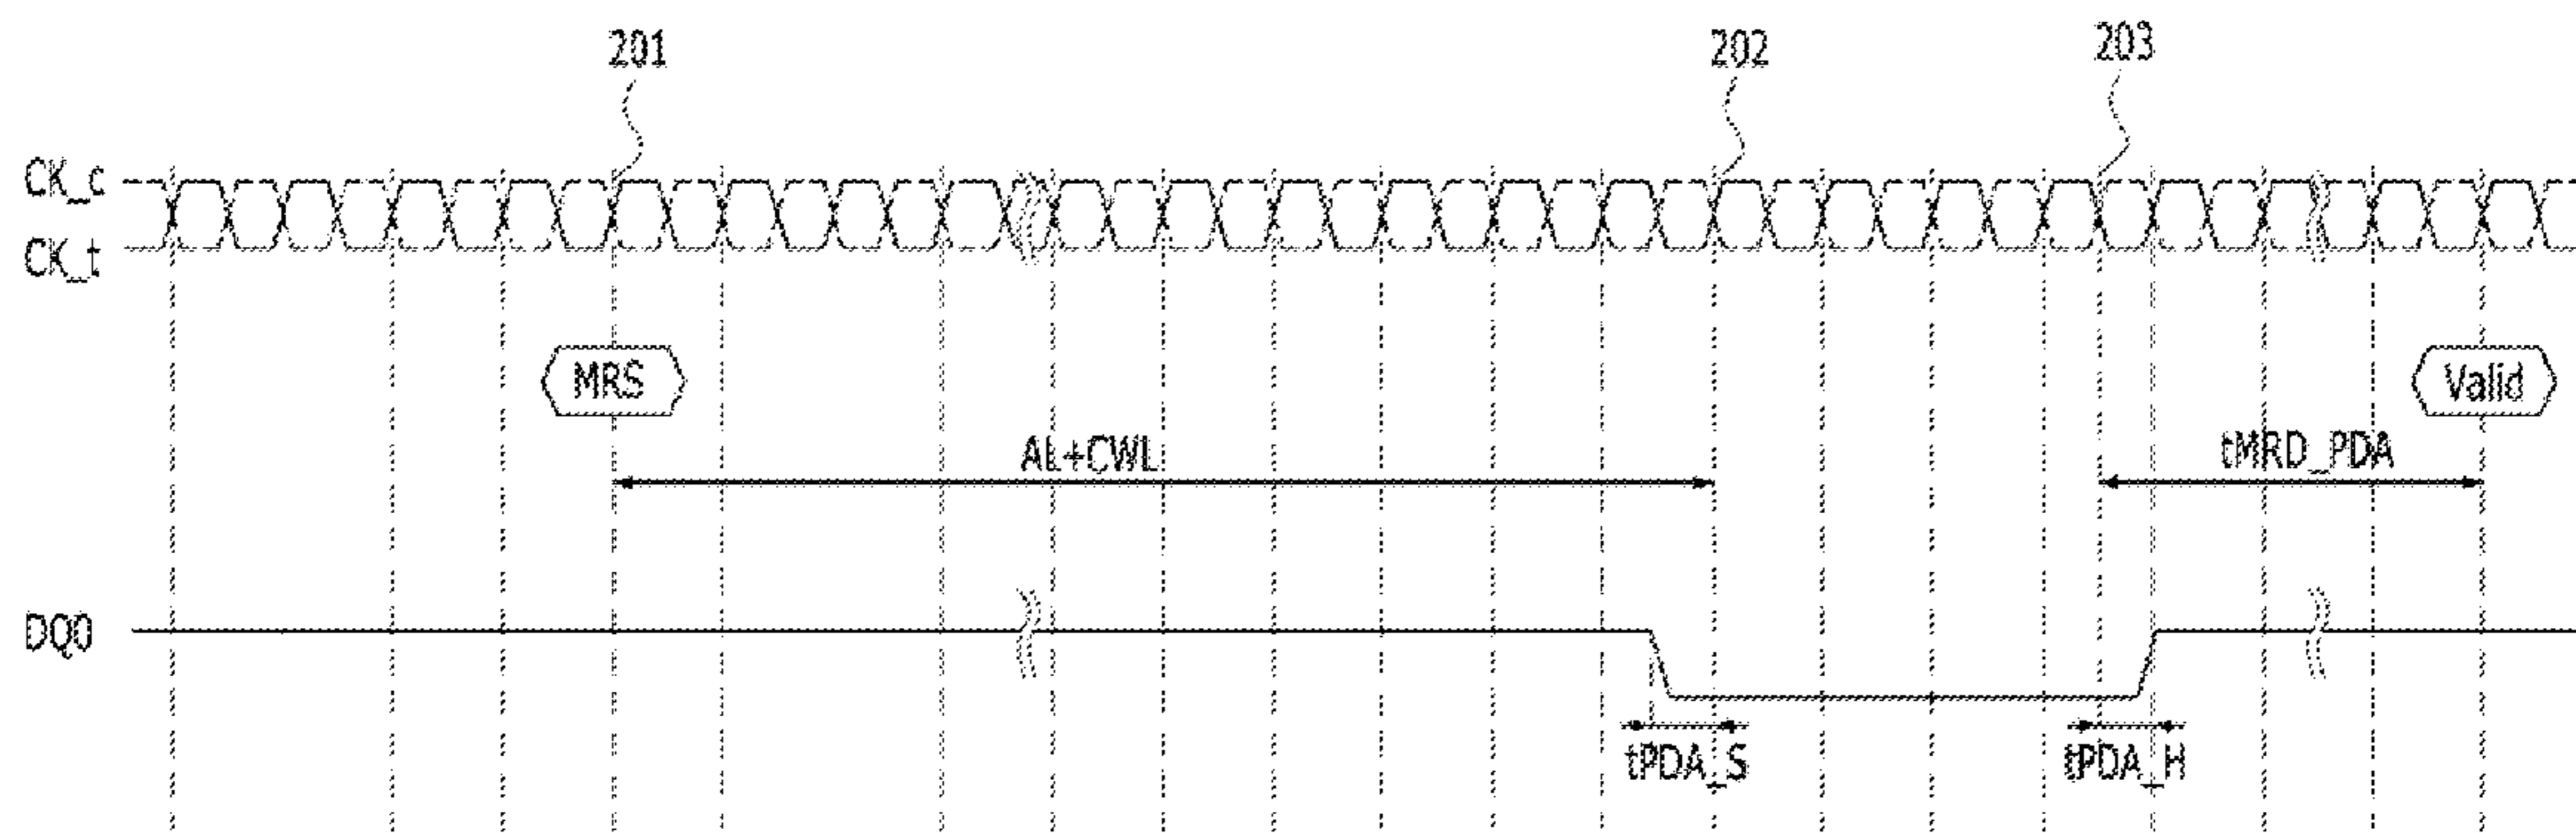 201
202
203
CK_c
CK_t
MRS
Valid
AL+CWL
tMRD_PDA
DQ0
tPDA_S
tPDA_H